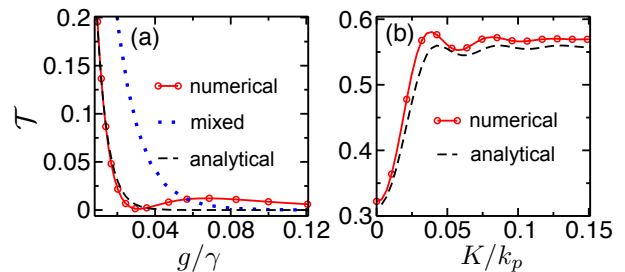 (a)
numerical
mixed
analytical
0.2
0.15
0.1
0.05
0
0.04
0.08
0.12
𝒯
g/γ
(b)
numerical
analytical
0.6
0.5
0.4
0.3
0
0.05
0.1
0.15
K/kₚ